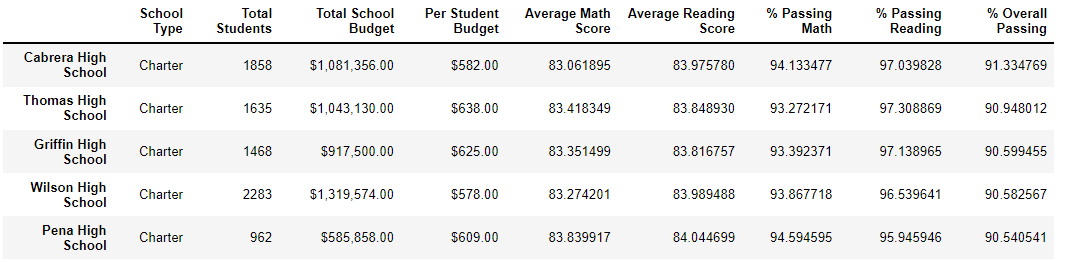 School Type Total Students Total School Budget Per Student Budget Average Math Score Average Reading Score % Passing Math % Passing Reading % Overall Passing
Cabrera High School Charter 1858 $1,081,356.00 $582.00 83.061895 83.975780 94.133477 97.039828 91.334769
Thomas High School Charter 1635 $1,043,130.00 $638.00 83.418349 83.848930 93.272171 97.308869 90.948012
Griffin High School Charter 1468 $917,500.00 $625.00 83.351499 83.816757 93.392371 97.138965 90.599455
Wilson High School Charter 2283 $1,319,574.00 $578.00 83.274201 83.989488 93.867718 96.539641 90.582567
Pena High School Charter 962 $585,858.00 $609.00 83.839917 84.044699 94.594595 95.945946 90.540541